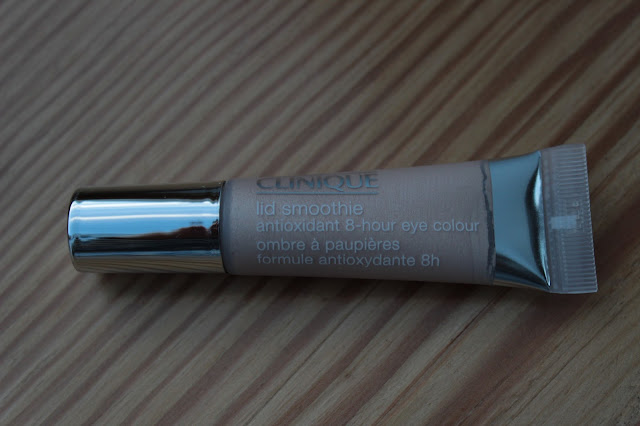 CLINIQUE
lid smoothie
antioxidant 8-hour eye colour
ombre à paupières
formule antioxydante 8h